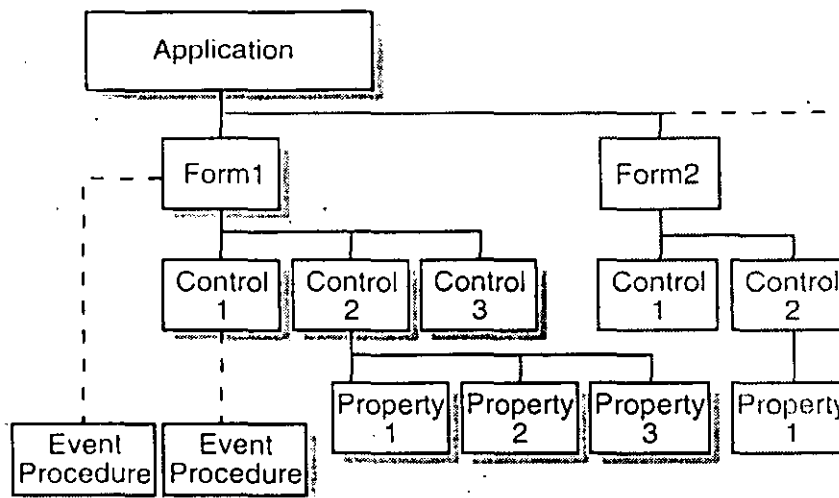 Application
Form1
Form2
Control
1
Control
2
Control
3
Control
1
Control
2
Property
1
Property
2
Property
3
Property
1
Event
Procedure
Event
Procedure